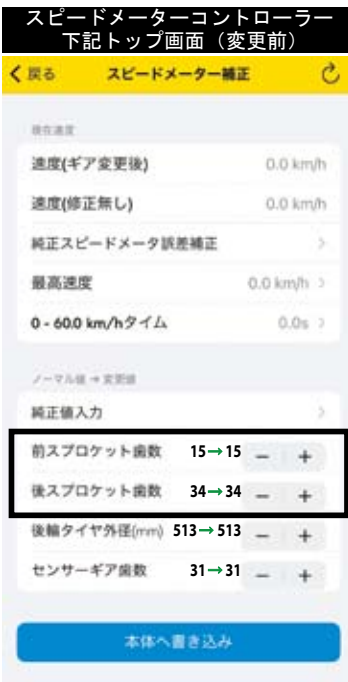 スピードメーターコントローラー
下記トップ画面（変更前）
戻る スピードメーター補正
現在速度
速度(ギア変更後) 0.0 km/h
速度(修正無し) 0.0 km/h
純正スピードメータ誤差補正
最高速度 0.0 km/h
0 - 60.0 km/hタイム 0.0s
ノーマル値 → 変更値
純正値入力
前スプロケット歯数 15→15 − +
後スプロケット歯数 34→34 − +
後輪タイヤ外径(mm) 513→513 − +
センサーギア歯数 31→31 − +
本体へ書き込み